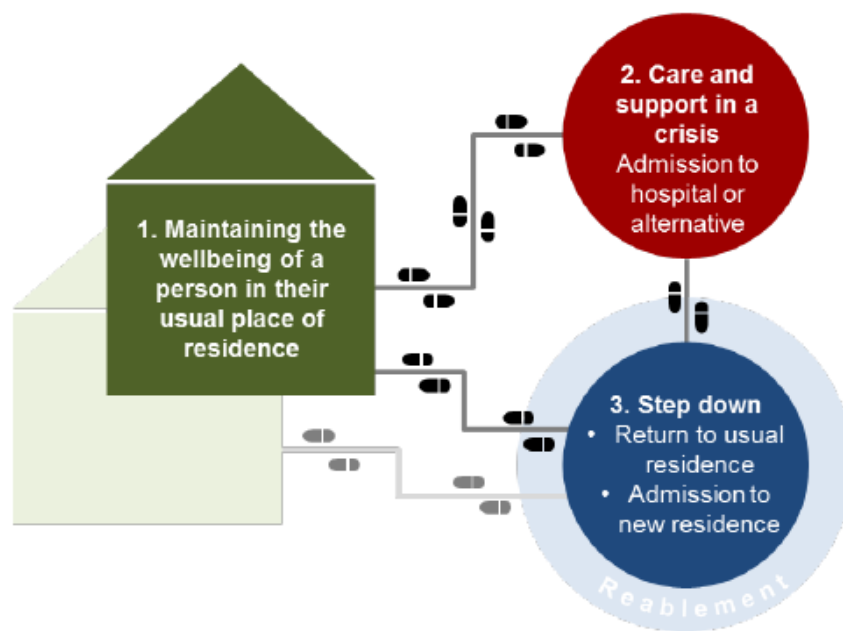 1. Maintaining the
wellbeing of a
person in their
usual place of
residence
2. Care and
support in a
crisis
Admission to
hospital or
alternative
3. Step down
• Return to usual
residence
• Admission to
new residence
Reablement